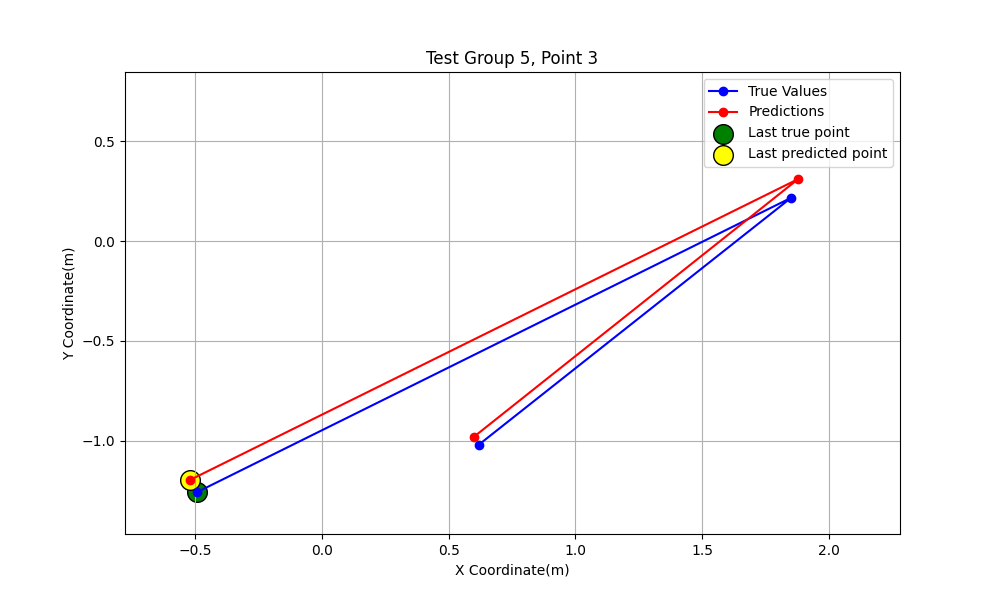 Test Group 5, Point 3
True Values
Predictions
Last true point
Last predicted point
Y Coordinate(m)
0.5
0.0
−0.5
−1.0
−0.5
0.0
0.5
1.0
1.5
2.0
X Coordinate(m)